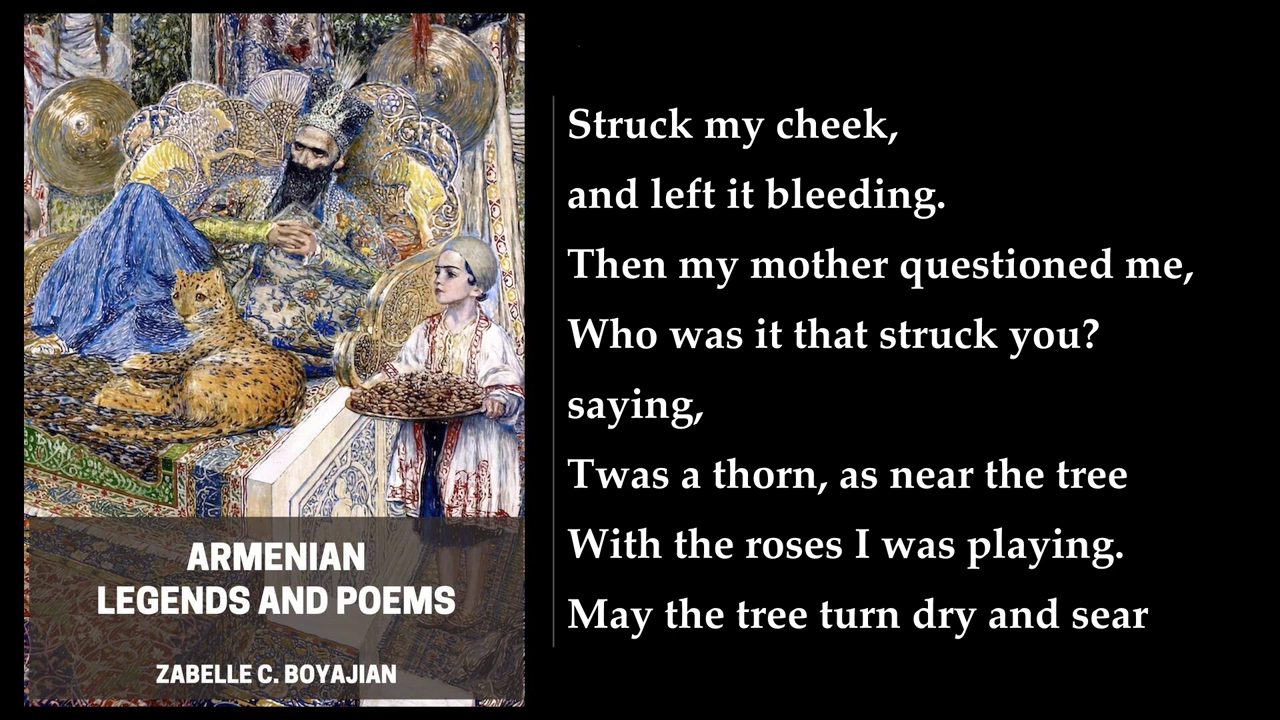 ARMENIAN
LEGENDS AND POEMS
ZABELLE C. BOYAJIAN
Struck my cheek,
and left it bleeding.
Then my mother questioned me,
Who was it that struck you?
saying,
Twas a thorn, as near the tree
With the roses I was playing.
May the tree turn dry and sear